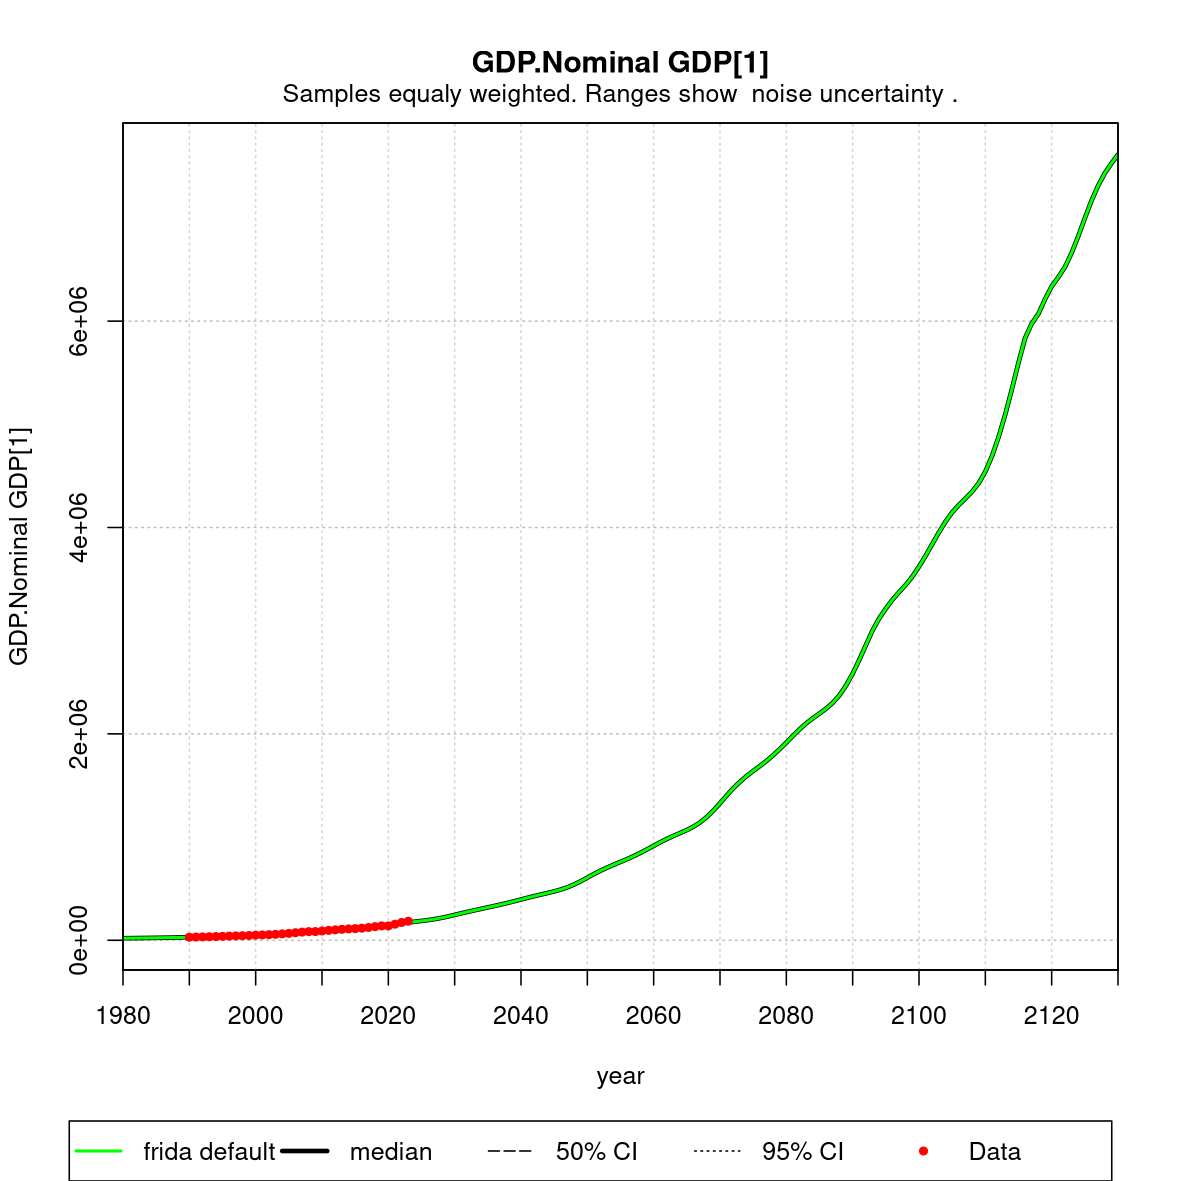 GDP.Nominal GDP[1]
Samples equaly weighted. Ranges show  noise uncertainty .
GDP.Nominal GDP[1]
6e+06
4e+06
2e+06
0e+00
1980 2000 2020 2040 2060 2080 2100 2120
year
frida default median 50% CI 95% CI Data